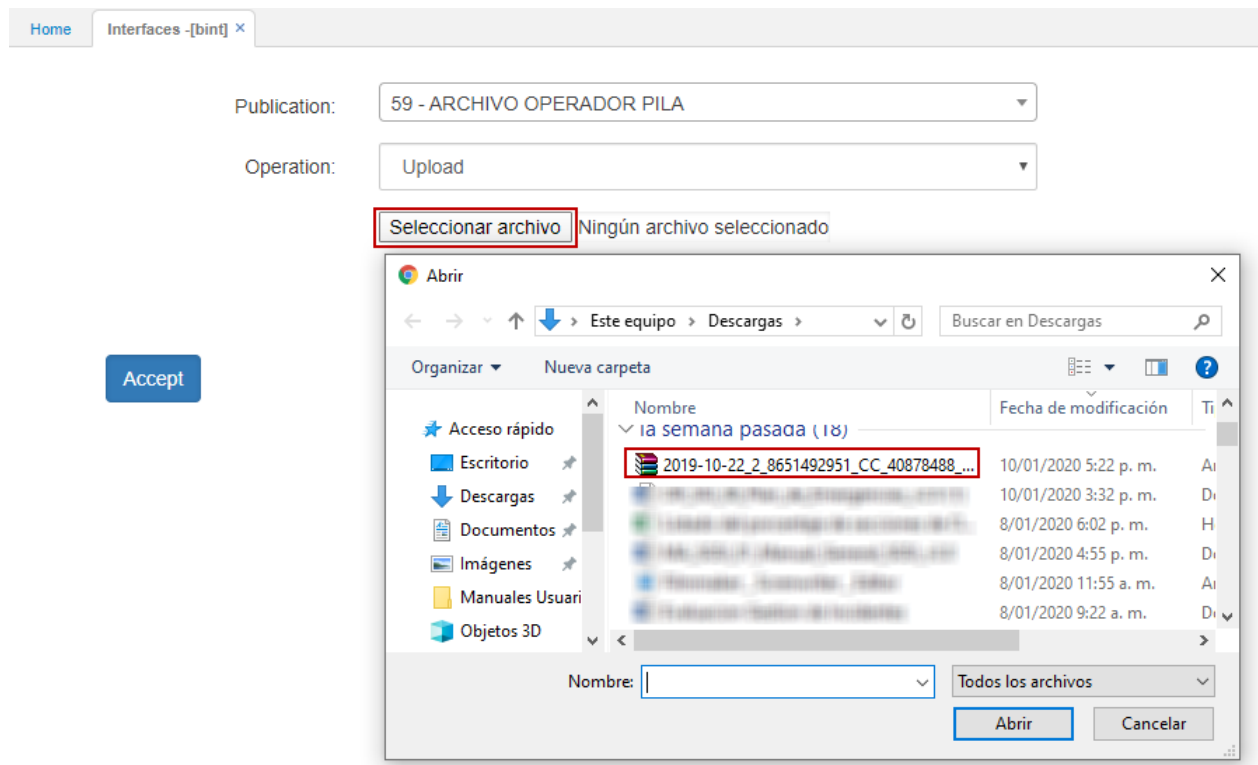 Home Interfaces -[bint] ×
Publication: 59 - ARCHIVO OPERADOR PILA
Operation: Upload
Seleccionar archivo Ningún archivo seleccionado
Abrir
Este equipo > Descargas > Buscar en Descargas
Organizar Nueva carpeta
Accept
Nombre Fecha de modificación Ti
Acceso rápido la semana pasada (18)
Escritorio 2019-10-22_2_8651492951_CC_40878488_... 10/01/2020 5:22 p. m. Ar
Descargas 10/01/2020 3:32 p. m. D
Documentos 8/01/2020 6:02 p. m. H
Imágenes 8/01/2020 4:55 p. m. D
Manuales Usuari 8/01/2020 11:55 a. m. Ar
Objetos 3D 8/01/2020 9:22 a. m. D
Nombre: Todos los archivos
Abrir Cancelar